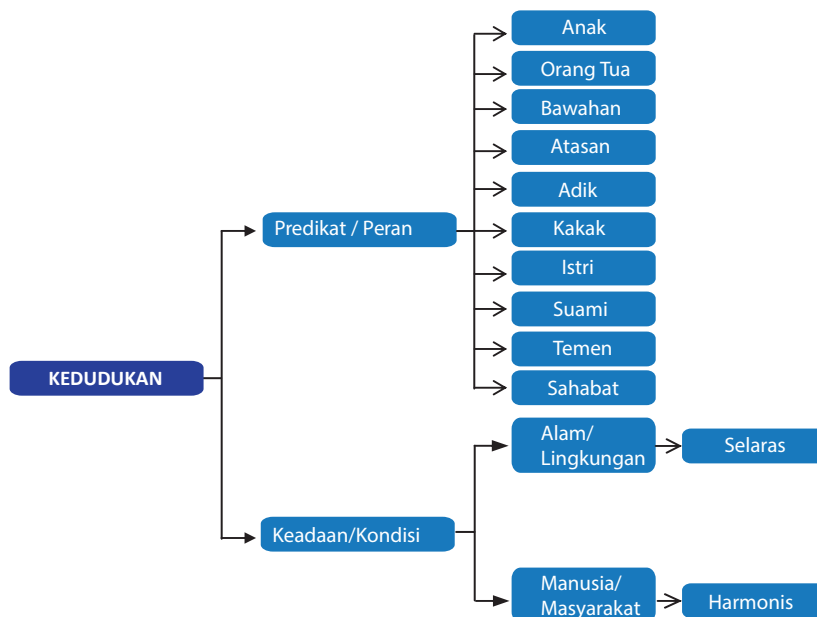 Anak
Orang Tua
Bawahan
Atasan
Adik
Predikat / Peran
Kakak
Istri
Suami
Temen
KEDUDUKAN
Sahabat
Alam/
Lingkungan
Selaras
Keadaan/Kondisi
Manusia/
Masyarakat
Harmonis